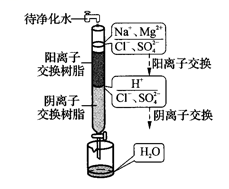 待净化水
Na⁺、Mg²⁺
Cl⁻、SO₄²⁻
阳离子
交换树脂
阳离子交换
H⁺
Cl⁻、SO₄²⁻
阴离子
交换树脂
阴离子交换
H₂O